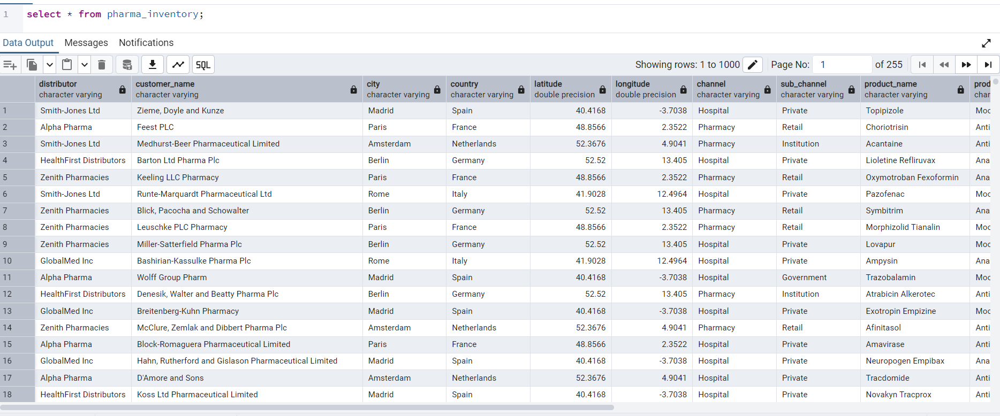 1 select * from pharma_inventory;
Data Output Messages Notifications
SQL Showing rows: 1 to 1000 Page No: 1 of 255
distributor customer_name city country latitude longitude channel sub_channel product_name prod
character varying character varying character varying character varying double precision double precision character varying character varying character varying char
1 Smith-Jones Ltd Zieme, Doyle and Kunze Madrid Spain 40.4168 -3.7038 Hospital Private Topipizole Moo
2 Alpha Pharma Feest PLC Paris France 48.8566 2.3522 Pharmacy Retail Choriotrisin Anti
3 Smith-Jones Ltd Medhurst-Beer Pharmaceutical Limited Amsterdam Netherlands 52.3676 4.9041 Pharmacy Institution Acantaine Anti
4 HealthFirst Distributors Barton Ltd Pharma Plc Berlin Germany 52.52 13.405 Hospital Private Lioletine Refliruvax Ana
5 Zenith Pharmacies Keeling LLC Pharmacy Paris France 48.8566 2.3522 Pharmacy Retail Oxymotroban Fexoformin Ana
6 Smith-Jones Ltd Runte-Marquardt Pharmaceutical Ltd Rome Italy 41.9028 12.4964 Hospital Private Pazofenac Moo
7 Zenith Pharmacies Blick, Pacocha and Schowalter Berlin Germany 52.52 13.405 Pharmacy Retail Symbitrim Ana
8 Zenith Pharmacies Leuschke PLC Pharmacy Paris France 48.8566 2.3522 Pharmacy Retail Morphizolid Tianalin Moo
9 Zenith Pharmacies Miller-Satterfield Pharma Plc Berlin Germany 52.52 13.405 Hospital Private Lovapur Moo
10 GlobalMed Inc Bashirian-Kassulke Pharma Plc Rome Italy 41.9028 12.4964 Hospital Private Ampysin Ana
11 Alpha Pharma Wolff Group Pharm Madrid Spain 40.4168 -3.7038 Hospital Government Trazobalamin Moo
12 HealthFirst Distributors Denesik, Walter and Beatty Pharma Plc Berlin Germany 52.52 13.405 Pharmacy Institution Atrabicin Alkerotec Anti
13 GlobalMed Inc Breitenberg-Kuhn Pharmacy Madrid Spain 40.4168 -3.7038 Hospital Private Exotropin Empizine Moo
14 Zenith Pharmacies McClure, Zemlak and Dibbert Pharma Plc Amsterdam Netherlands 52.3676 4.9041 Pharmacy Retail Afinitasol Anti
15 Alpha Pharma Block-Romaguera Pharmaceutical Limited Paris France 48.8566 2.3522 Hospital Private Amavirase Anti
16 GlobalMed Inc Hahn, Rutherford and Gislason Pharmaceutical Limited Madrid Spain 40.4168 -3.7038 Hospital Private Neuropogen Empibax Ana
17 Alpha Pharma D'Amore and Sons Amsterdam Netherlands 52.3676 4.9041 Hospital Private Tracdomide Anti
18 HealthFirst Distributors Koss Ltd Pharmaceutical Limited Madrid Spain 40.4168 -3.7038 Hospital Private Novakyn Tracprox Anti